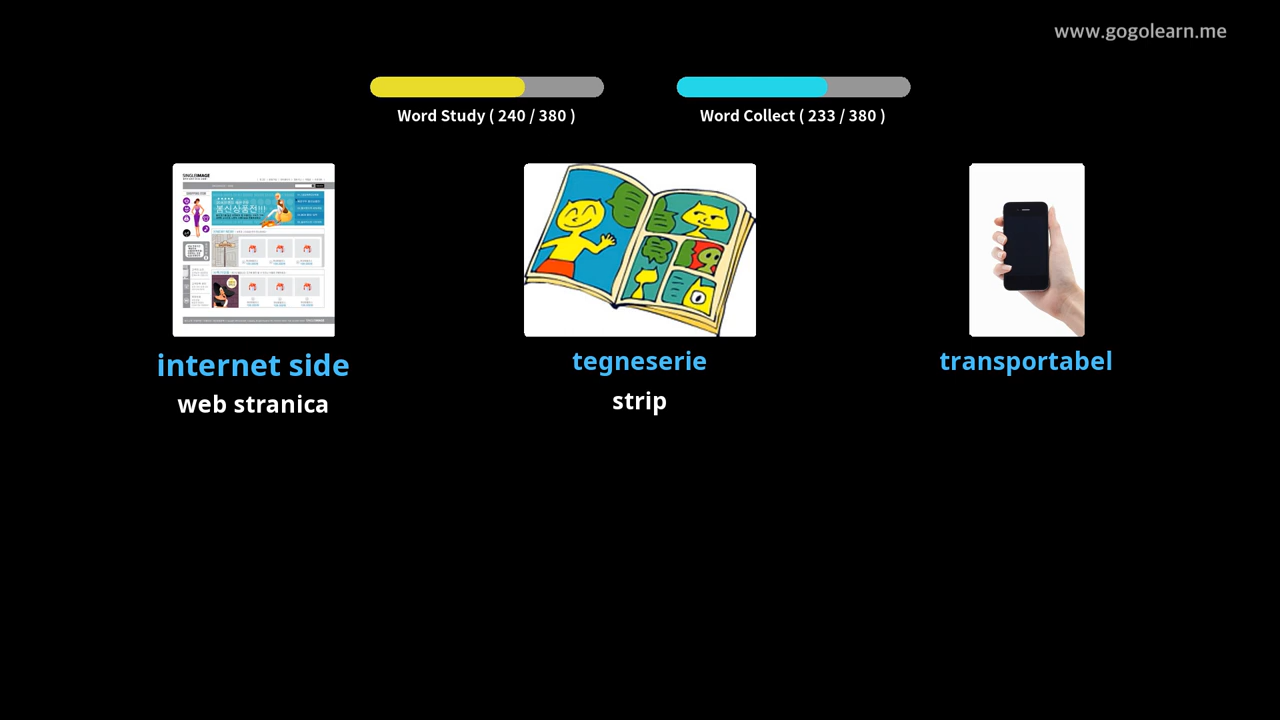 www.gogolearn.me
Word Study ( 240 / 380 )
Word Collect ( 233 / 380 )
internet side
web stranica
tegneserie
strip
transportabel